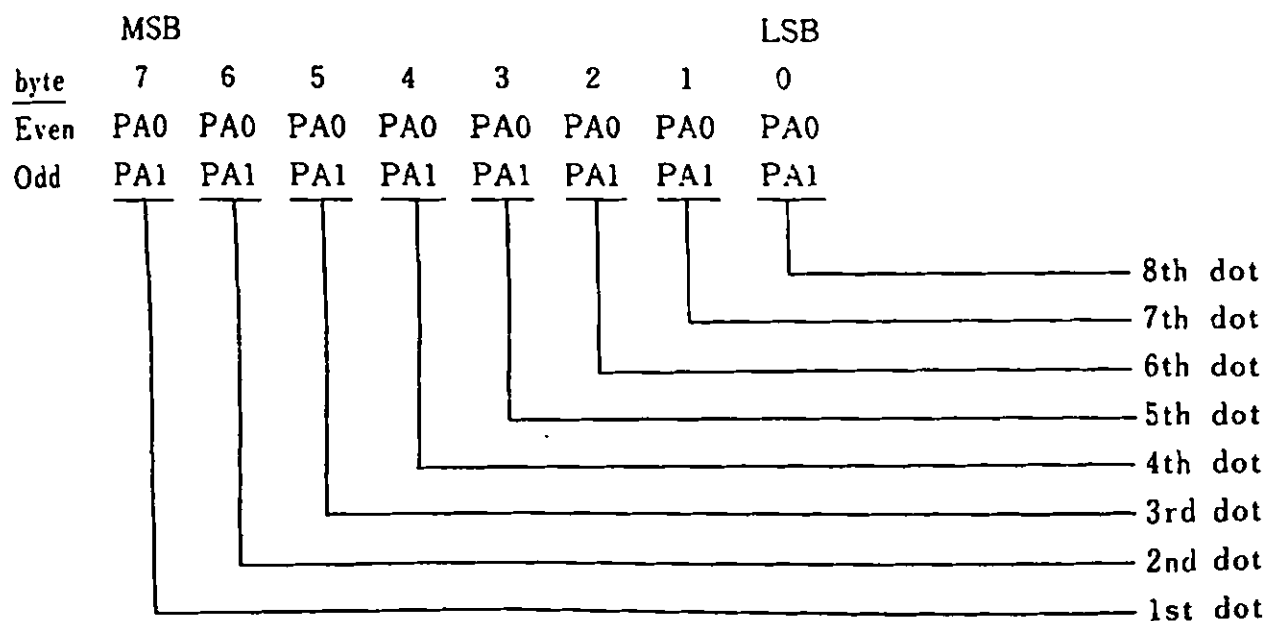 MSB LSB
byte 7 6 5 4 3 2 1 0
Even PA0 PA0 PA0 PA0 PA0 PA0 PA0 PA0
Odd PA1 PA1 PA1 PA1 PA1 PA1 PA1 PA1
8th dot
7th dot
6th dot
5th dot
4th dot
3rd dot
2nd dot
1st dot